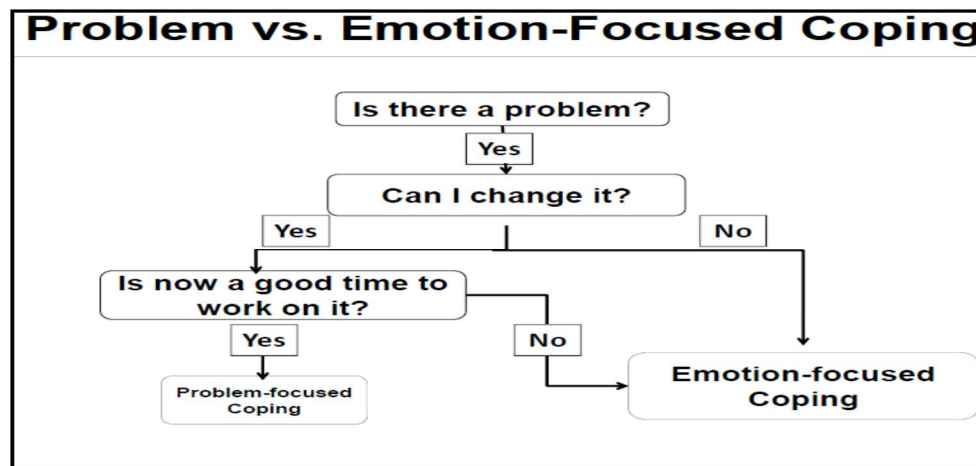 Problem vs. Emotion-Focused Coping
Is there a problem?
Yes
Can I change it?
Yes
No
Is now a good time to
work on it?
Yes
No
Problem-focused
Coping
Emotion-focused
Coping